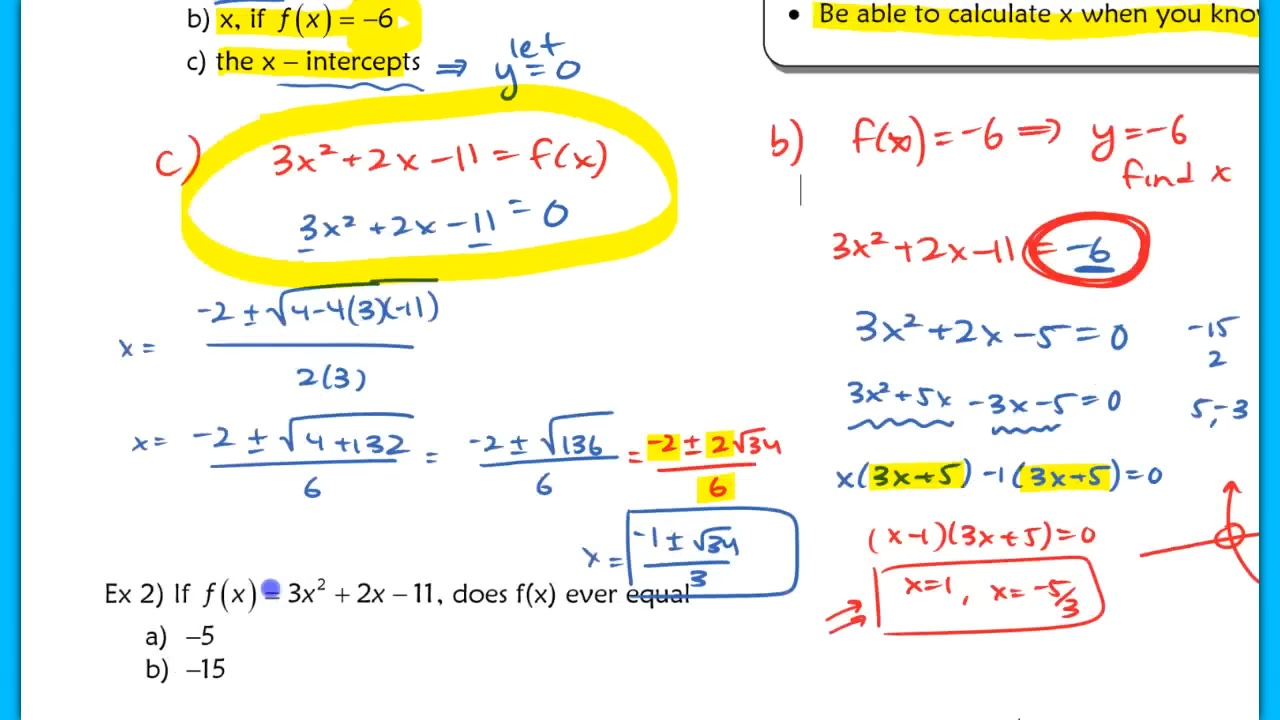 b) x, if f(x) = –6
c) the x – intercepts ⇒ let y = 0
• Be able to calculate x when you know
c) 3x² + 2x – 11 = f(x)
3x² + 2x – 11 = 0
x = (-2 ± √(4-4(3)(-11))) / 2(3)
x = (-2 ± √(4+132)) / 6 = (-2 ± √136) / 6 = (-2 ± 2√34) / 6
x = (-1 ± √34) / 3
b) f(x) = -6 ⇒ y = -6
find x
3x² + 2x - 11 = -6
3x² + 2x - 5 = 0
-15
2
3x² + 5x - 3x - 5 = 0
5, -3
x(3x+5) -1(3x+5) = 0
(x-1)(3x+5) = 0
x = 1, x = -5/3
Ex 2) If f(x) = 3x² + 2x – 11, does f(x) ever equal
a) –5
b) –15